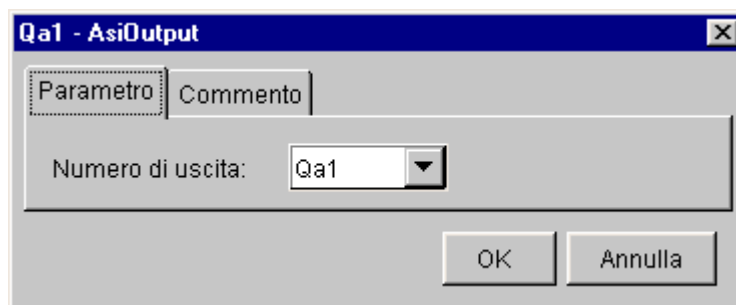 Qa1 - AsiOutput
Parametro Commento
Numero di uscita: Qa1
OK Annulla